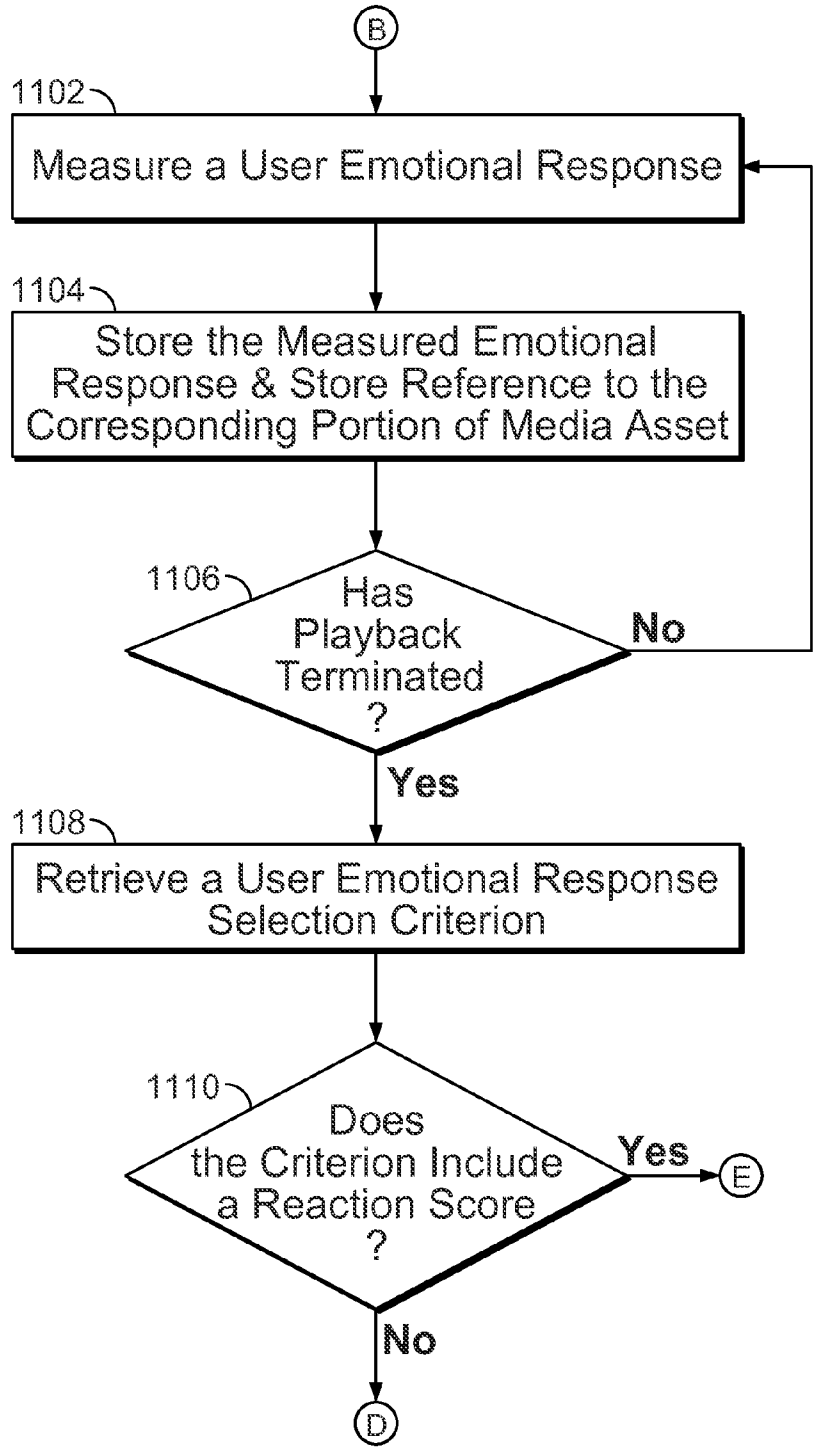 B
1102
Measure a User Emotional Response
1104
Store the Measured Emotional
Response & Store Reference to the
Corresponding Portion of Media Asset
1106
Has
Playback
Terminated
?
No
Yes
1108
Retrieve a User Emotional Response
Selection Criterion
1110
Does
the Criterion Include
a Reaction Score
?
Yes
E
No
D